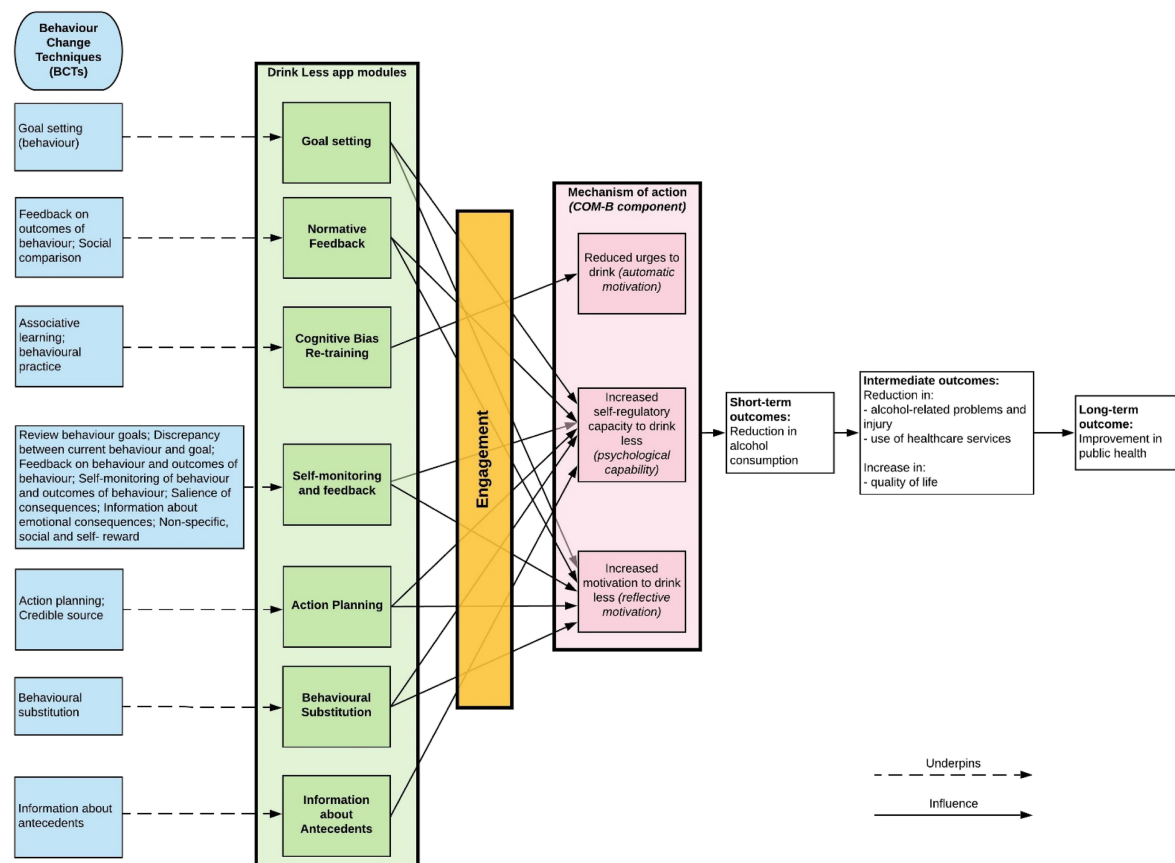 Behaviour
Change
Techniques
(BCTs)
Drink Less app modules
Goal setting
(behaviour)
Goal setting
Feedback on
outcomes of
behaviour; Social
comparison
Normative
Feedback
Associative
learning;
behavioural
practice
Cognitive Bias
Re-training
Review behaviour goals; Discrepancy
between current behaviour and goal;
Feedback on behaviour and outcomes of
behaviour; Self-monitoring of behaviour
and outcomes of behaviour; Salience of
consequences; Information about
emotional consequences; Non-specific,
social and self- reward
Self-monitoring
and feedback
Action planning;
Credible source
Action Planning
Behavioural
substitution
Behavioural
Substitution
Information about
antecedents
Information
about
Antecedents
Engagement
Mechanism of action
(COM-B component)
Reduced urges to
drink (automatic
motivation)
Increased
self-regulatory
capacity to drink
less
(psychological
capability)
Increased
motivation to drink
less (reflective
motivation)
Short-term
outcomes:
Reduction in
alcohol
consumption
Intermediate outcomes:
Reduction in:
- alcohol-related problems and
injury
- use of healthcare services
Increase in:
- quality of life
Long-term
outcome:
Improvement in
public health
Underpins
Influence